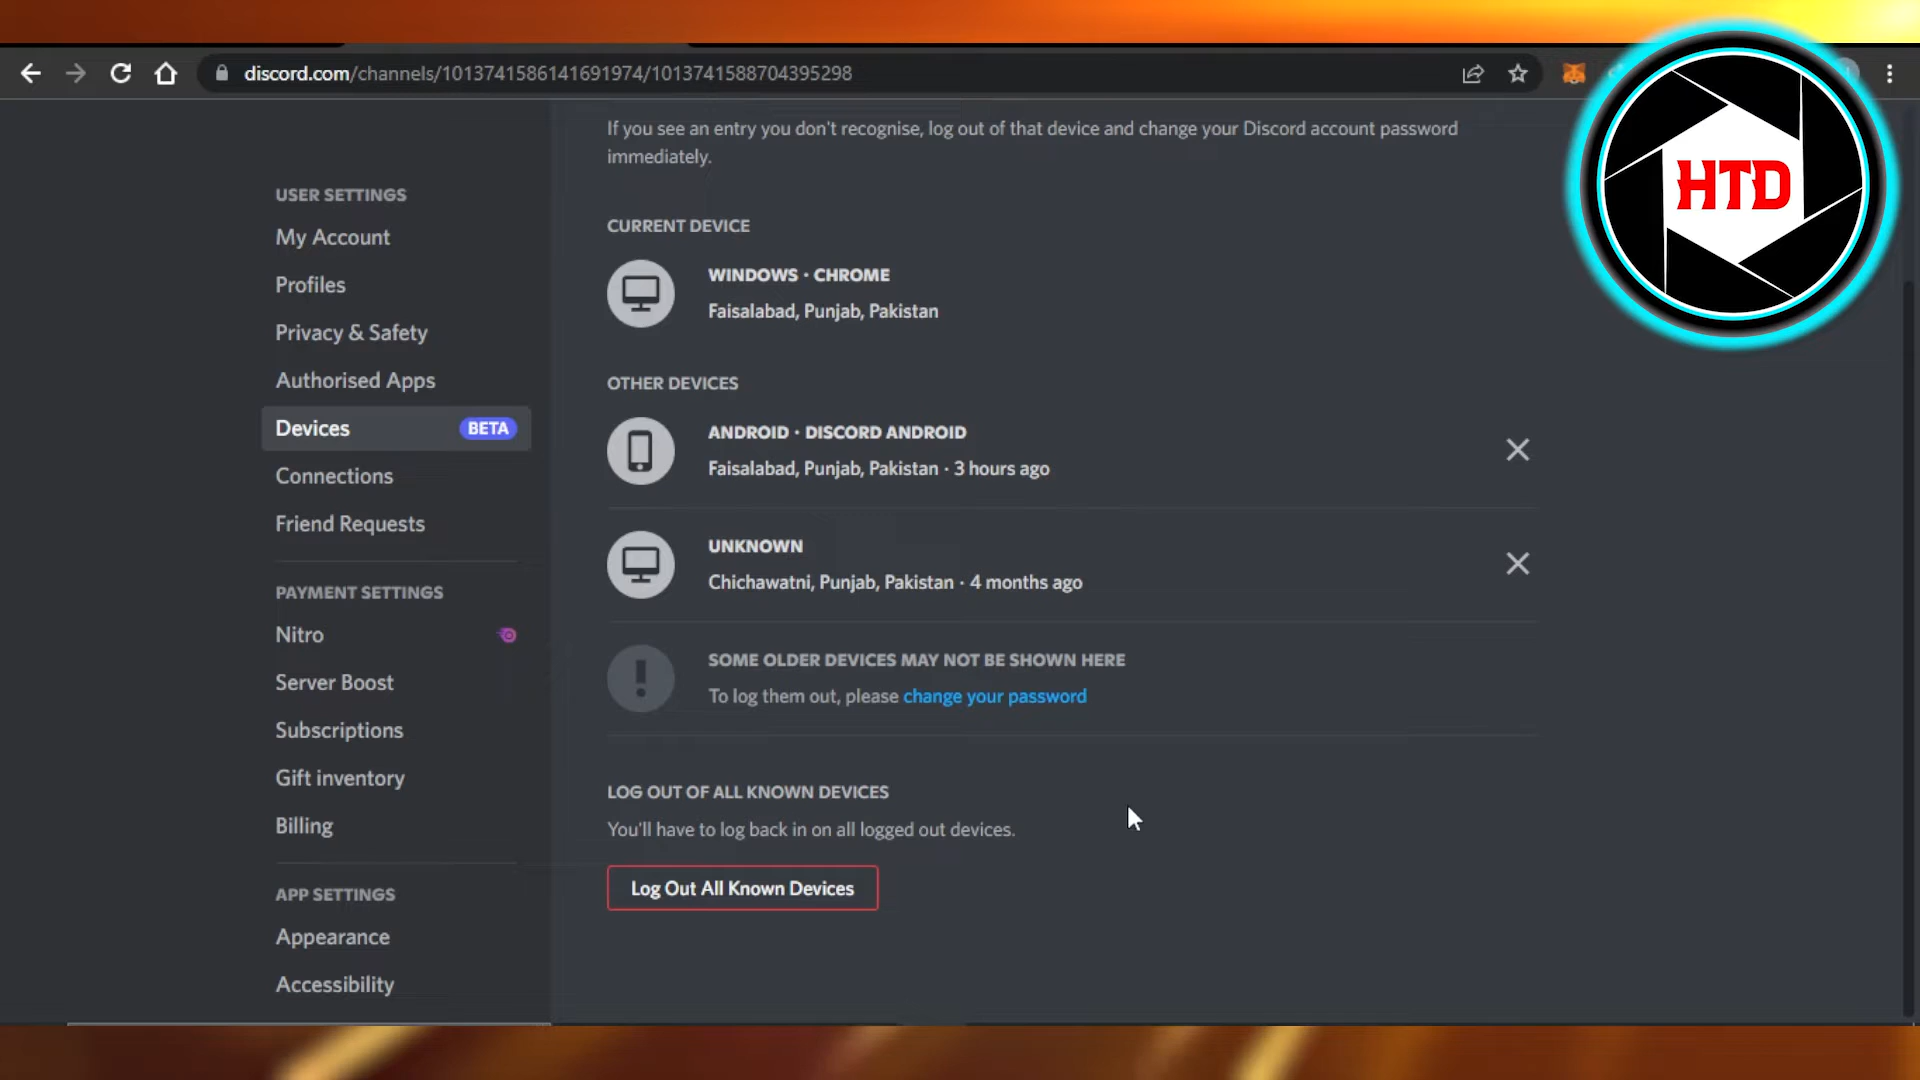 discord.com/channels/1013741586141691974/1013741588704395298
HTD
If you see an entry you don't recognise, log out of that device and change your Discord account password
immediately.
USER SETTINGS
My Account
Profiles
Privacy & Safety
Authorised Apps
Devices BETA
Connections
Friend Requests
PAYMENT SETTINGS
Nitro
Server Boost
Subscriptions
Gift inventory
Billing
APP SETTINGS
Appearance
Accessibility
CURRENT DEVICE
WINDOWS · CHROME
Faisalabad, Punjab, Pakistan
OTHER DEVICES
ANDROID · DISCORD ANDROID
Faisalabad, Punjab, Pakistan · 3 hours ago
UNKNOWN
Chichawatni, Punjab, Pakistan · 4 months ago
SOME OLDER DEVICES MAY NOT BE SHOWN HERE
To log them out, please change your password
LOG OUT OF ALL KNOWN DEVICES
You'll have to log back in on all logged out devices.
Log Out All Known Devices